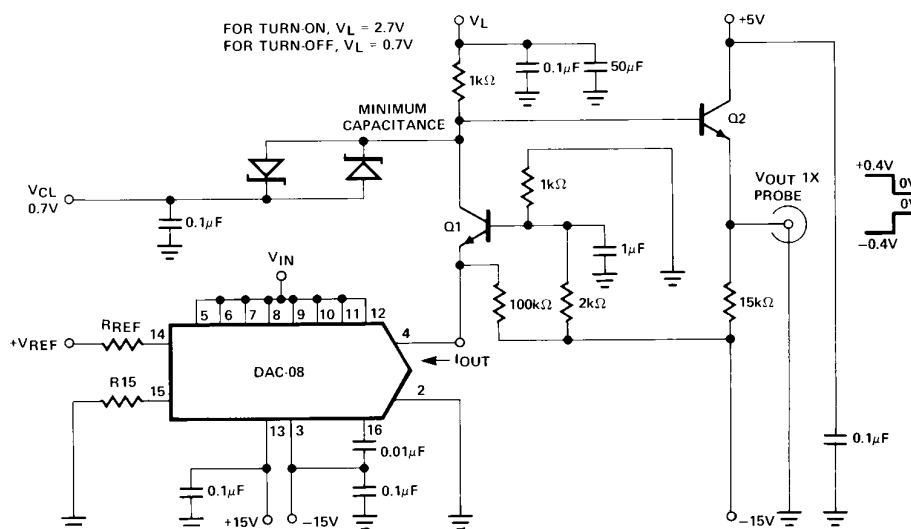 FOR TURN-ON, VL = 2.7V
FOR TURN-OFF, VL = 0.7V
VL
+5V
0.1µF
50µF
1kΩ
MINIMUM
CAPACITANCE
Q2
VCL
0.7V
0.1µF
1kΩ
Q1
1µF
VOUT 1X
PROBE
+0.4V
0V
0V
-0.4V
VIN
5 6 7 8 9 10 11 12
100kΩ
2kΩ
15kΩ
+VREF
RREF
14
4
IOUT
DAC-08
R15
15
2
13 3 16
0.01µF
0.1µF
0.1µF
0.1µF
+15V
-15V
-15V